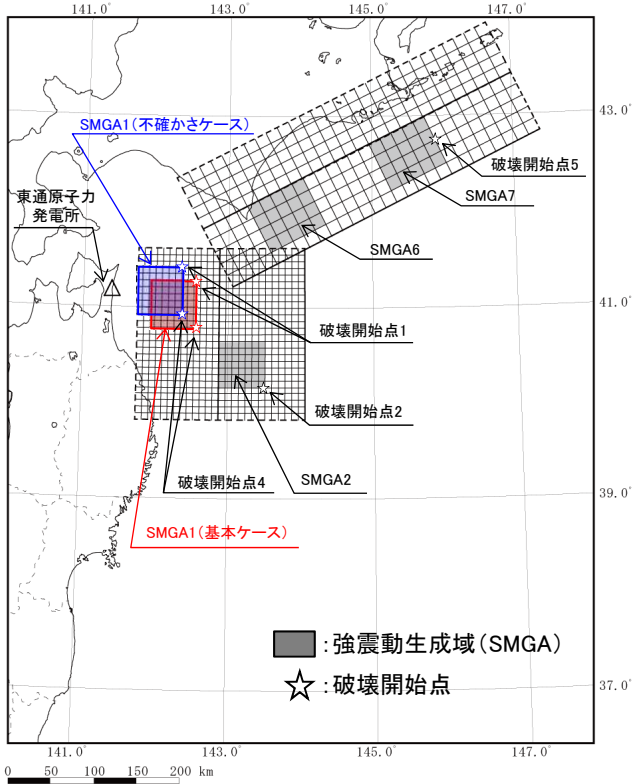 141.0°
143.0°
145.0°
147.0°
43.0°
SMGA1(不確かさケース)
破壊開始点5
東通原子力
発電所
SMGA7
SMGA6
41.0°
破壊開始点1
破壊開始点2
破壊開始点4
SMGA2
39.0°
SMGA1(基本ケース)
:強震動生成域(SMGA)
:破壊開始点
37.0°
141.0°
143.0°
145.0°
147.0°
0 50 100 150 200 km